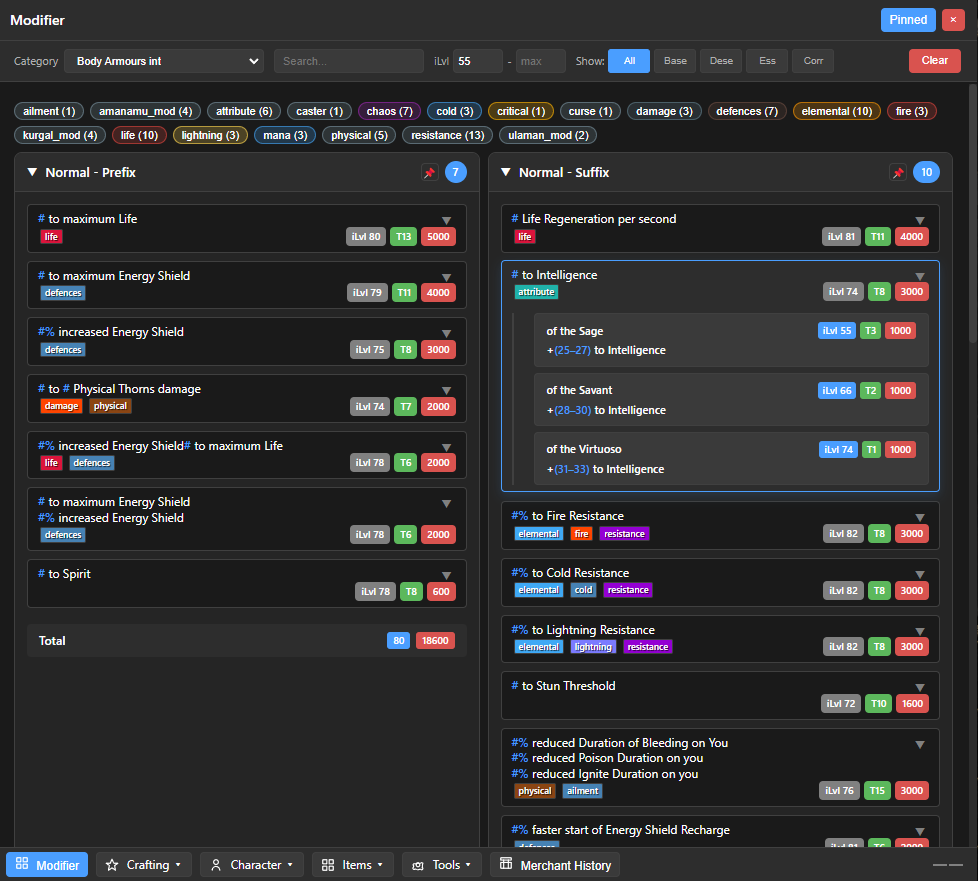 Modifier
Pinned ×
Category Body Armours int Search... iLvl 55 - max Show: All Base Dese Ess Corr Clear
ailment (1) amanamu_mod (4) attribute (6) caster (1) chaos (7) cold (3) critical (1) curse (1) damage (3) defences (7) elemental (10) fire (3)
kurgal_mod (4) life (10) lightning (3) mana (3) physical (5) resistance (13) ulaman_mod (2)
▼ Normal - Prefix 7
# to maximum Life
life iLvl 80 T13 5000
# to maximum Energy Shield
defences iLvl 79 T11 4000
#% increased Energy Shield
defences iLvl 75 T8 3000
# to # Physical Thorns damage
damage physical iLvl 74 T7 2000
#% increased Energy Shield# to maximum Life
life defences iLvl 78 T6 2000
# to maximum Energy Shield
#% increased Energy Shield
defences iLvl 78 T6 2000
# to Spirit
iLvl 78 T8 600
Total 80 18600
▼ Normal - Suffix 10
# Life Regeneration per second
life iLvl 81 T11 4000
# to Intelligence
attribute iLvl 74 T8 3000
of the Sage iLvl 55 T3 1000
+(25–27) to Intelligence
of the Savant iLvl 66 T2 1000
+(28–30) to Intelligence
of the Virtuoso iLvl 74 T1 1000
+(31–33) to Intelligence
#% to Fire Resistance
elemental fire resistance iLvl 82 T8 3000
#% to Cold Resistance
elemental cold resistance iLvl 82 T8 3000
#% to Lightning Resistance
elemental lightning resistance iLvl 82 T8 3000
# to Stun Threshold
iLvl 72 T10 1600
#% reduced Duration of Bleeding on You
#% reduced Poison Duration on you
#% reduced Ignite Duration on you
physical ailment iLvl 76 T15 3000
#% faster start of Energy Shield Recharge
defences iLvl 81 T6 3000
Modifier Crafting Character Items Tools Merchant History